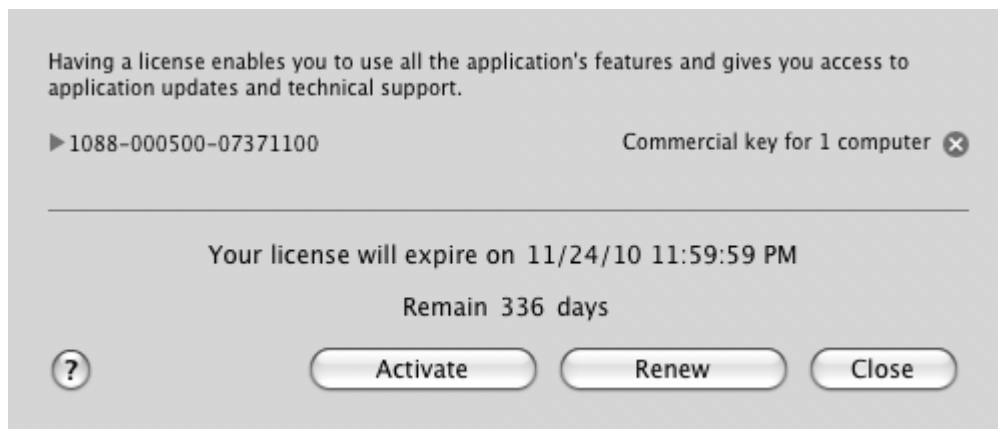 Having a license enables you to use all the application's features and gives you access to
application updates and technical support.
1088-000500-07371100 Commercial key for 1 computer
Your license will expire on 11/24/10 11:59:59 PM
Remain 336 days
? Activate Renew Close